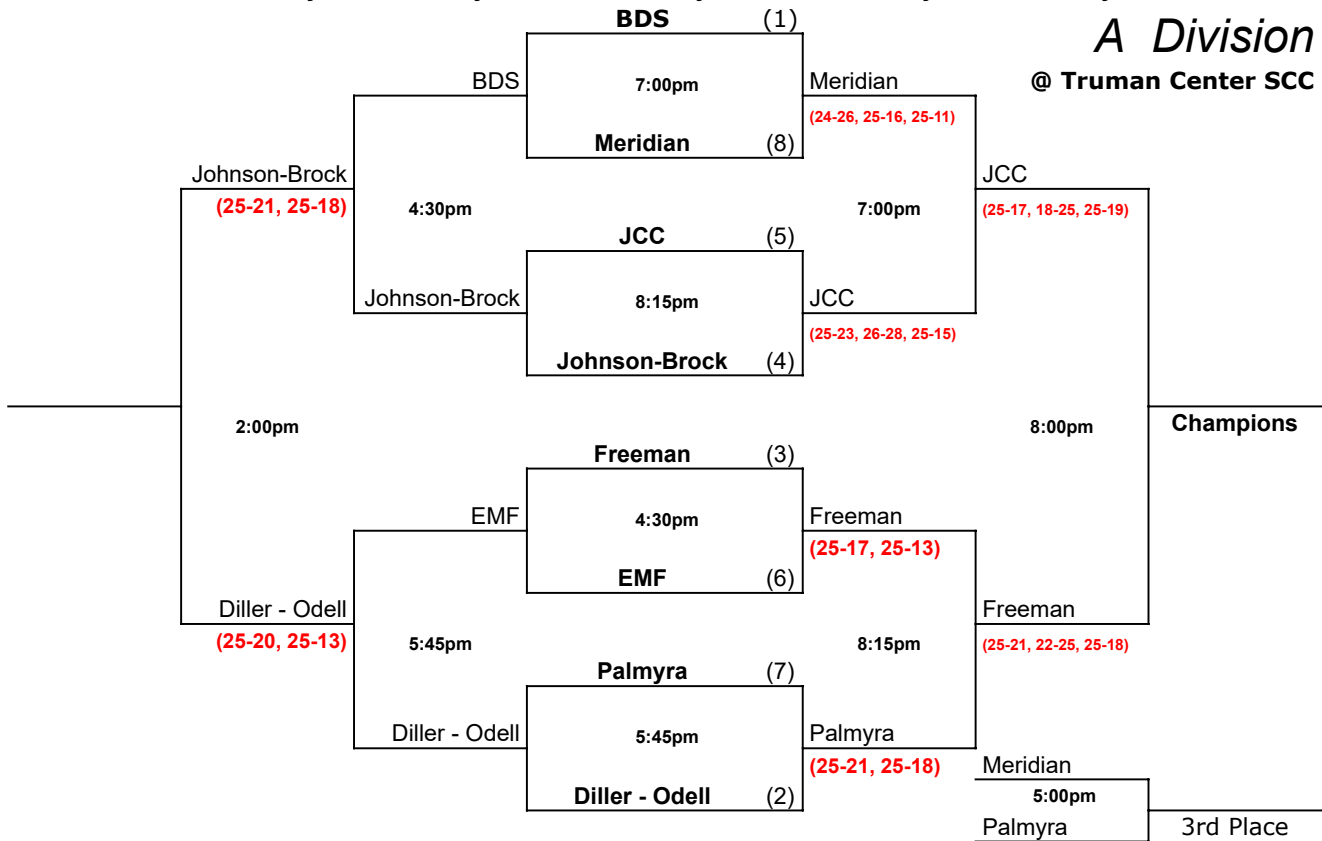 BDS (1)
A Division
@ Truman Center SCC
BDS 7:00pm Meridian
(24-26, 25-16, 25-11)
Meridian (8)
Johnson-Brock JCC
(25-21, 25-18) 4:30pm 7:00pm (25-17, 18-25, 25-19)
JCC (5)
Johnson-Brock 8:15pm JCC
(25-23, 26-28, 25-15)
Johnson-Brock (4)
2:00pm 8:00pm Champions
Freeman (3)
EMF 4:30pm Freeman
(25-17, 25-13)
EMF (6)
Diller - Odell Freeman
(25-20, 25-13) 5:45pm 8:15pm (25-21, 22-25, 25-18)
Palmyra (7)
Diller - Odell 5:45pm Palmyra
(25-21, 25-18)
Meridian
Diller - Odell (2) 5:00pm
Palmyra 3rd Place